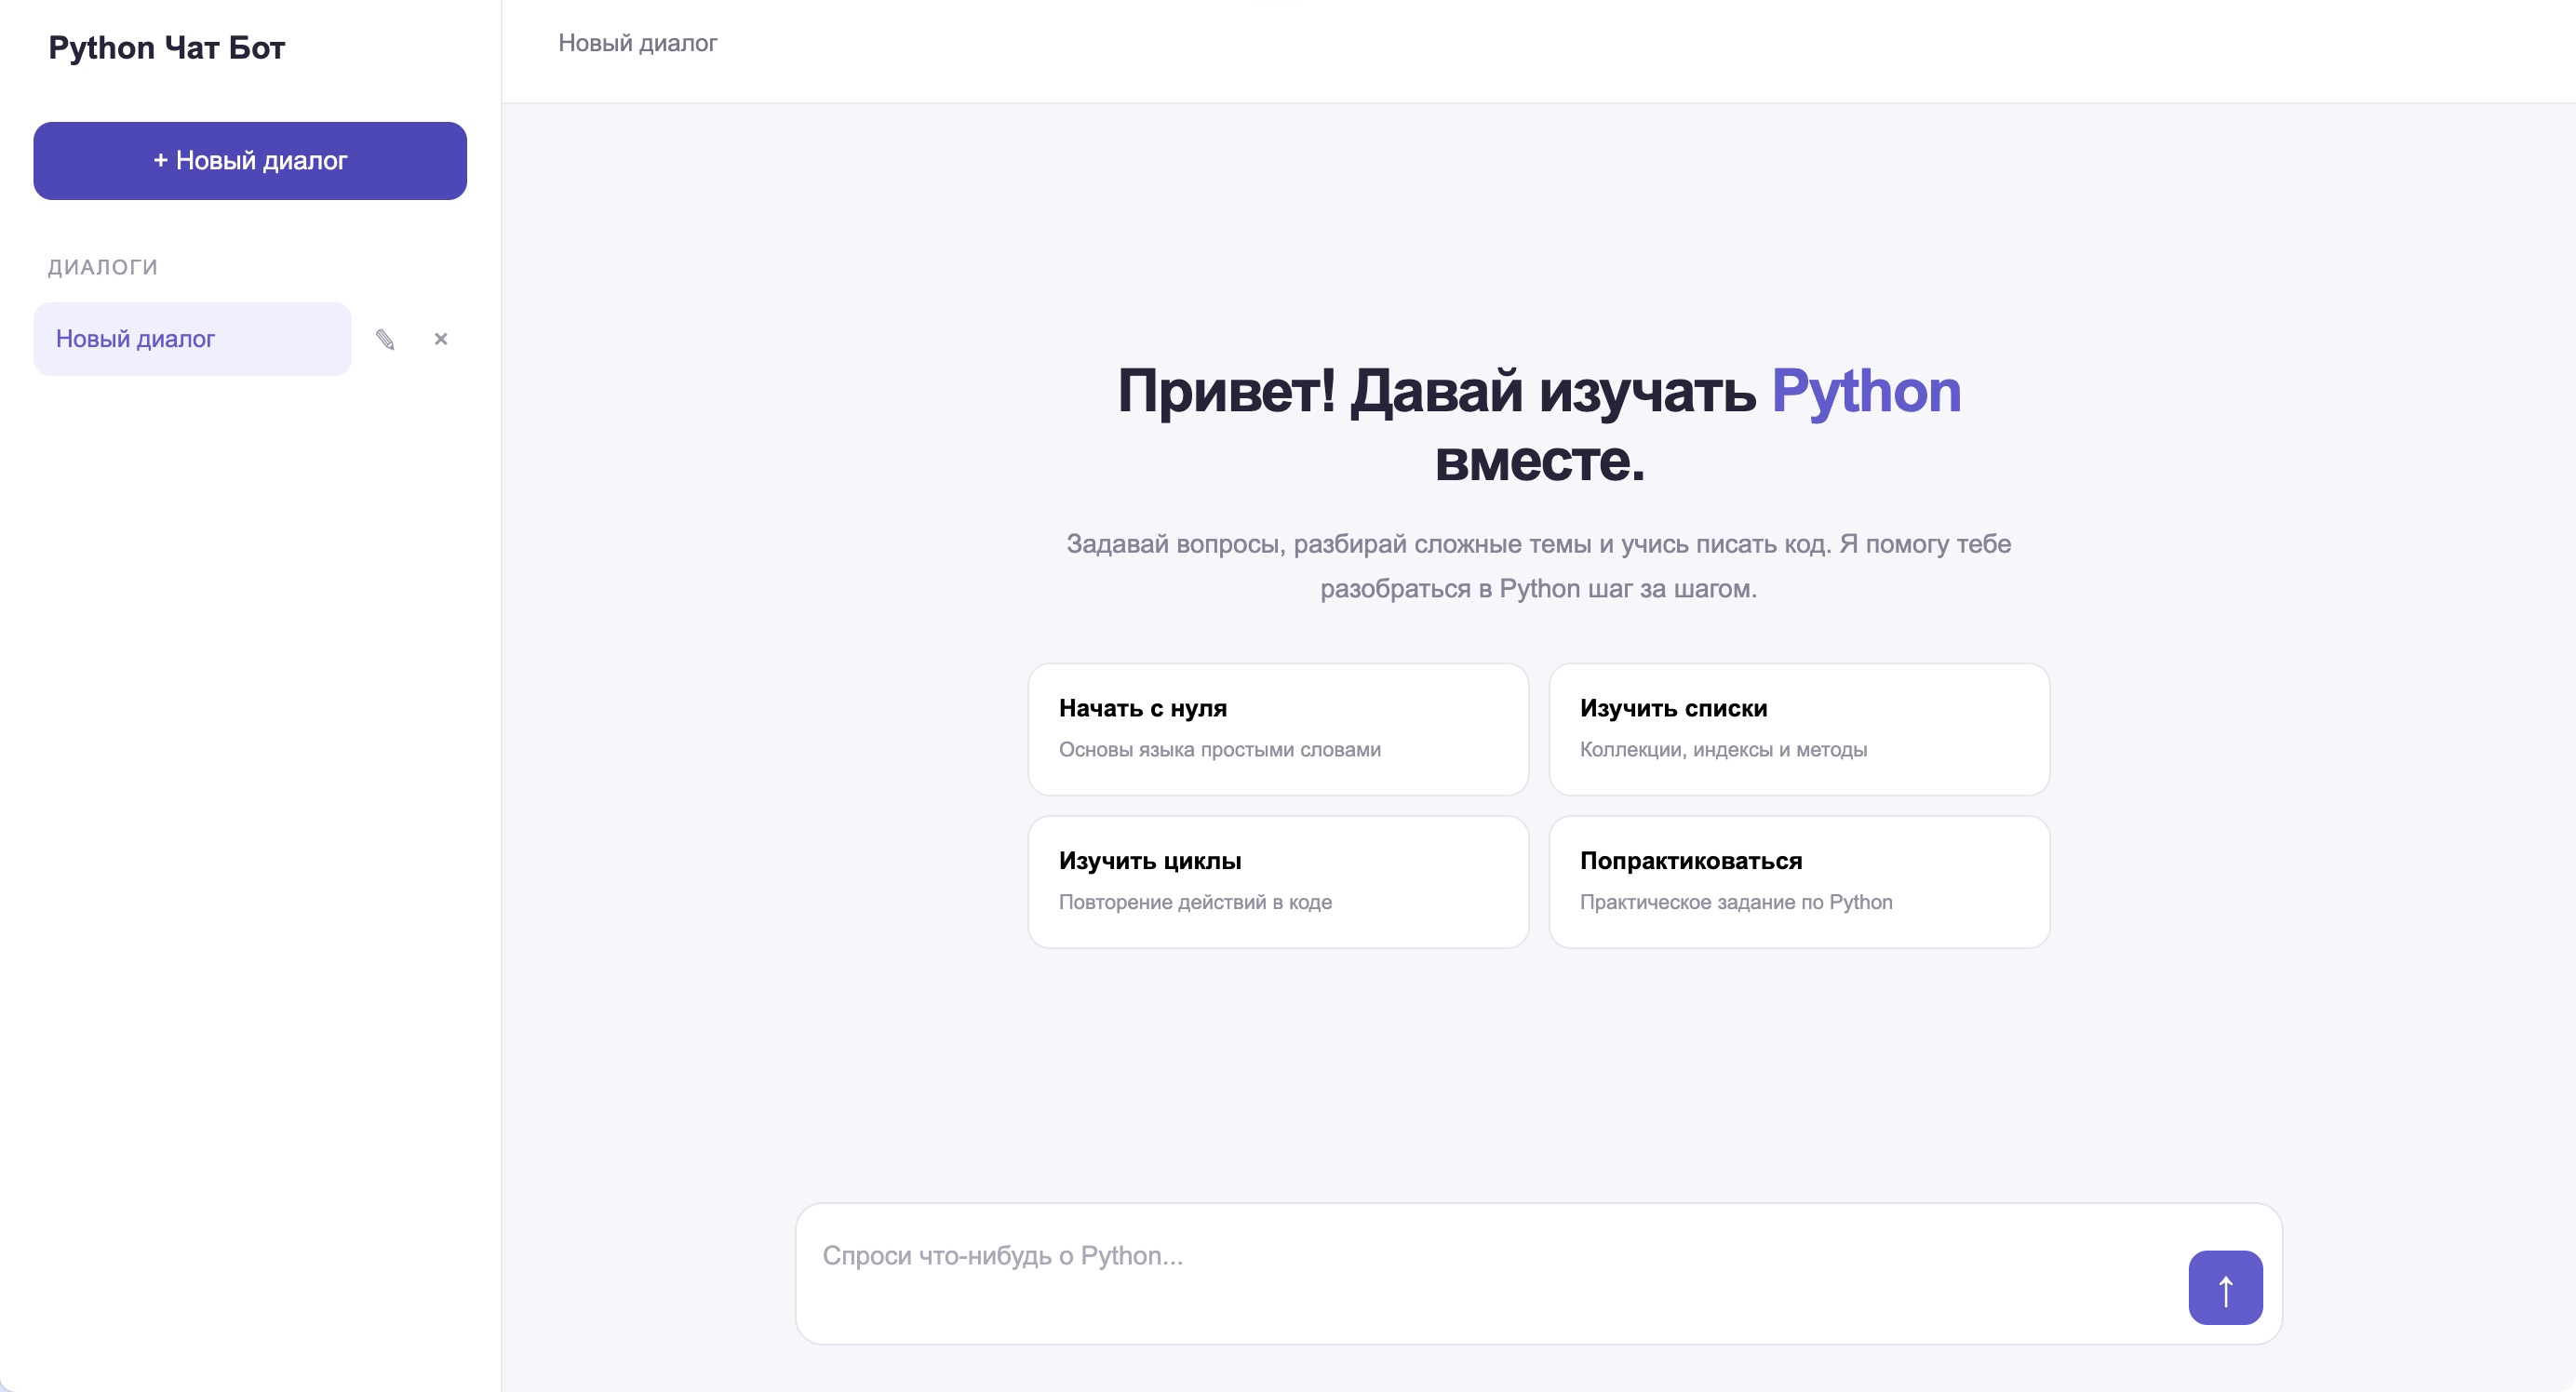 Python Чат Бот
+ Новый диалог
ДИАЛОГИ
Новый диалог
Новый диалог
Привет! Давай изучать Python
вместе.
Задавай вопросы, разбирай сложные темы и учись писать код. Я помогу тебе
разобраться в Python шаг за шагом.
Начать с нуля
Основы языка простыми словами
Изучить списки
Коллекции, индексы и методы
Изучить циклы
Повторение действий в коде
Попрактиковаться
Практическое задание по Python
Спроси что-нибудь о Python...